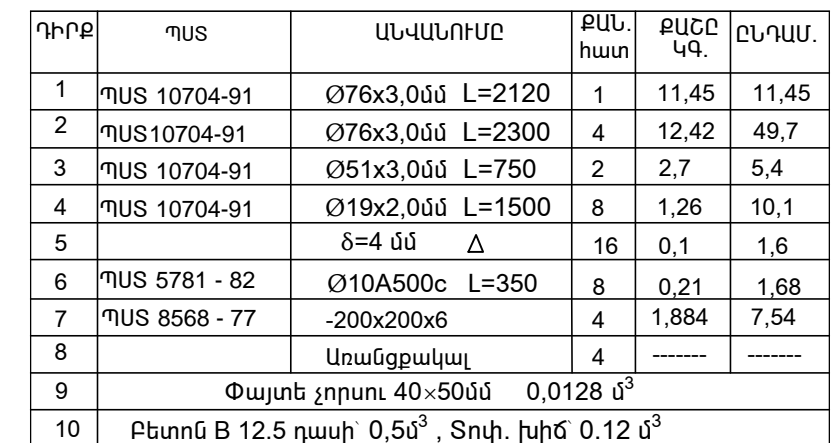 ԴԻՐՔ ՊՍՏ ԱՆՎԱՆՈՒՄԸ ՔԱՆ. հատ ՔԱՇԸ ԿԳ. ԸՆԴԱՄ.
1 ՊՍՏ 10704-91 Ø76x3,0մմ L=2120 1 11,45 11,45
2 ՊՍՏ10704-91 Ø76x3,0մմ L=2300 4 12,42 49,7
3 ՊՍՏ 10704-91 Ø51x3,0մմ L=750 2 2,7 5,4
4 ՊՍՏ 10704-91 Ø19x2,0մմ L=1500 8 1,26 10,1
5 δ=4 մմ Δ 16 0,1 1,6
6 ՊՍՏ 5781 - 82 Ø10A500c L=350 8 0,21 1,68
7 ՊՍՏ 8568 - 77 -200x200x6 4 1,884 7,54
8 Առանցքակալ 4 ------- -------
9 Փայտե չորսու 40×50մմ 0,0128 մ³
10 Բետոն B 12.5 դասի՝ 0,5մ³ , Տոփ. խիճ՝ 0.12 մ³